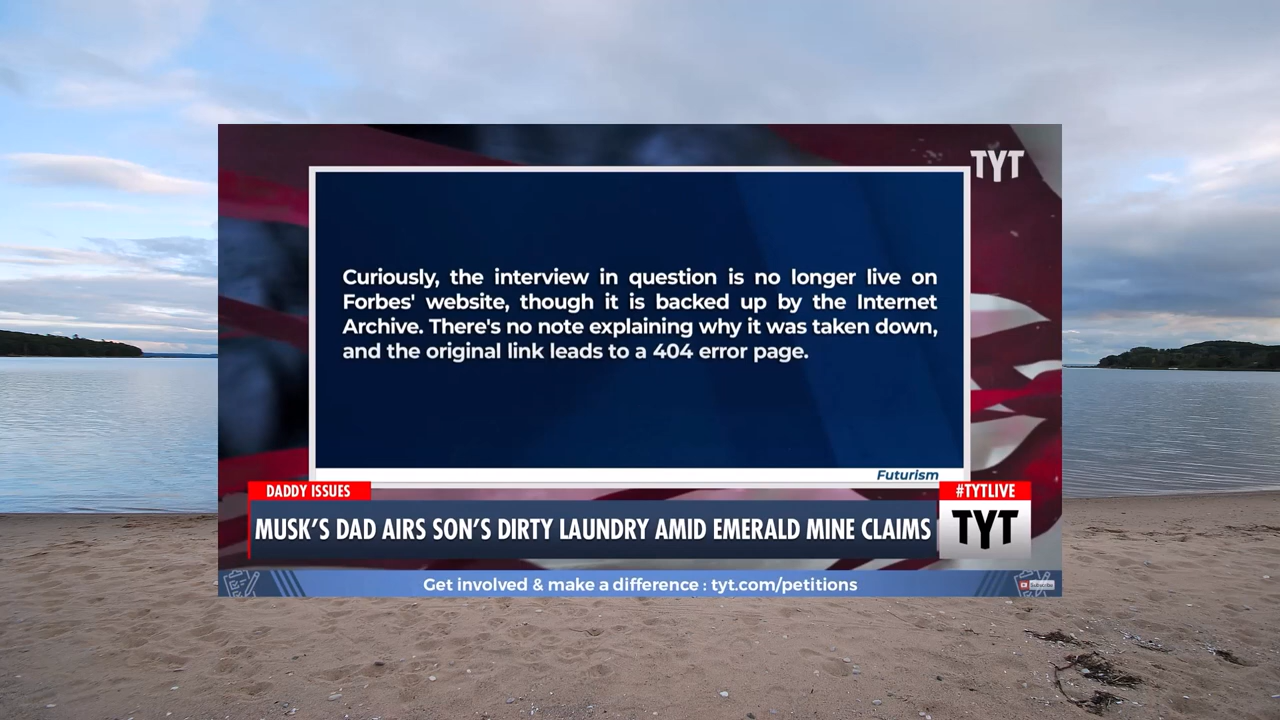 TYT
Curiously, the interview in question is no longer live on
Forbes' website, though it is backed up by the Internet
Archive. There's no note explaining why it was taken down,
and the original link leads to a 404 error page.
Futurism
DADDY ISSUES
#TYTLIVE
MUSK'S DAD AIRS SON'S DIRTY LAUNDRY AMID EMERALD MINE CLAIMS
TYT
Get involved & make a difference : tyt.com/petitions
Subscribe